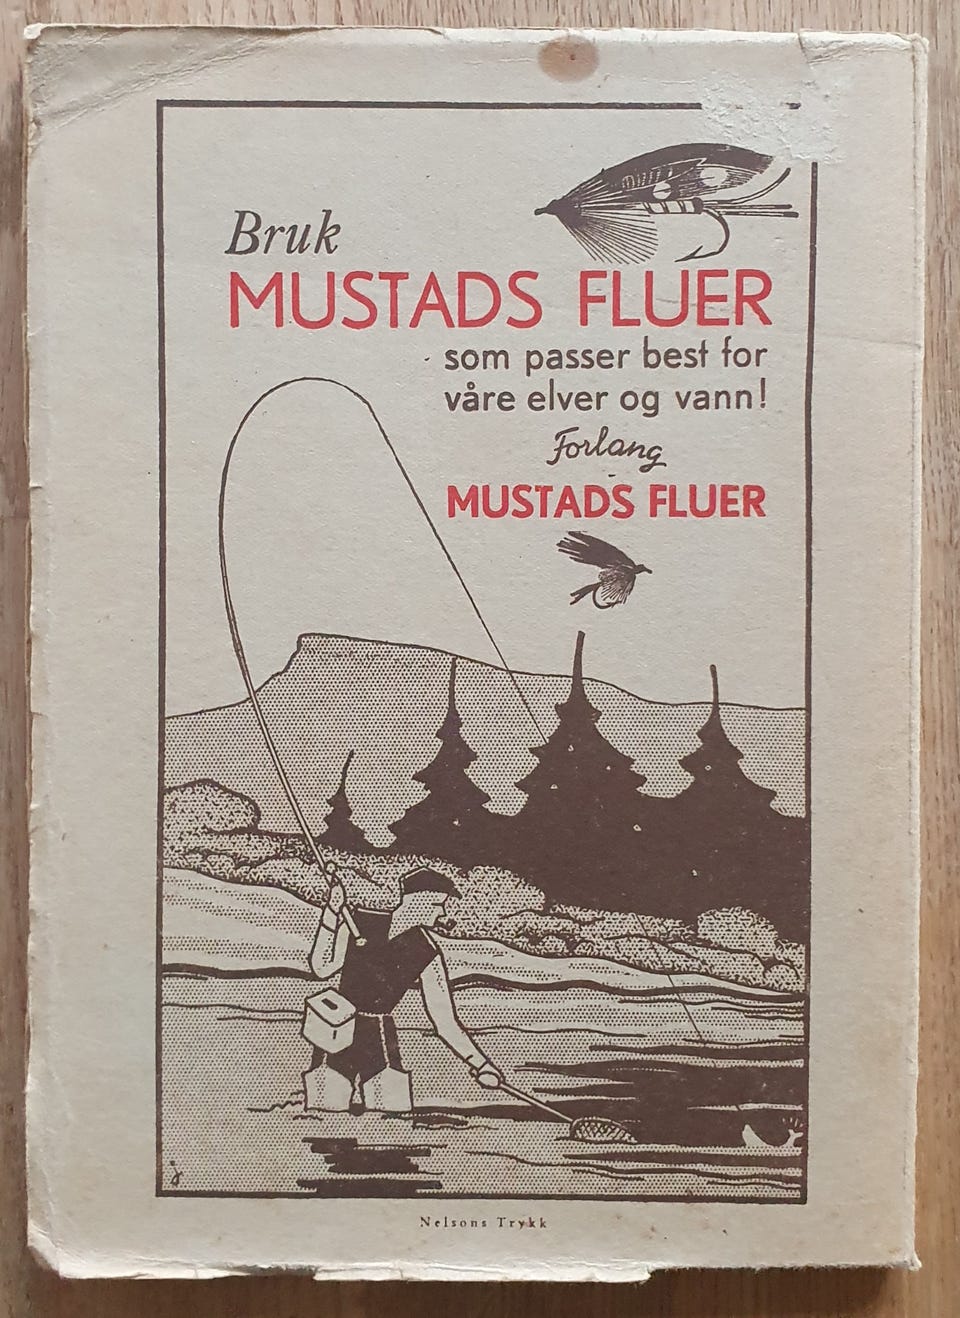 Bruk
MUSTADS FLUER
som passer best for
våre elver og vann!
Forlang
MUSTADS FLUER
j
Nelsons Trykk